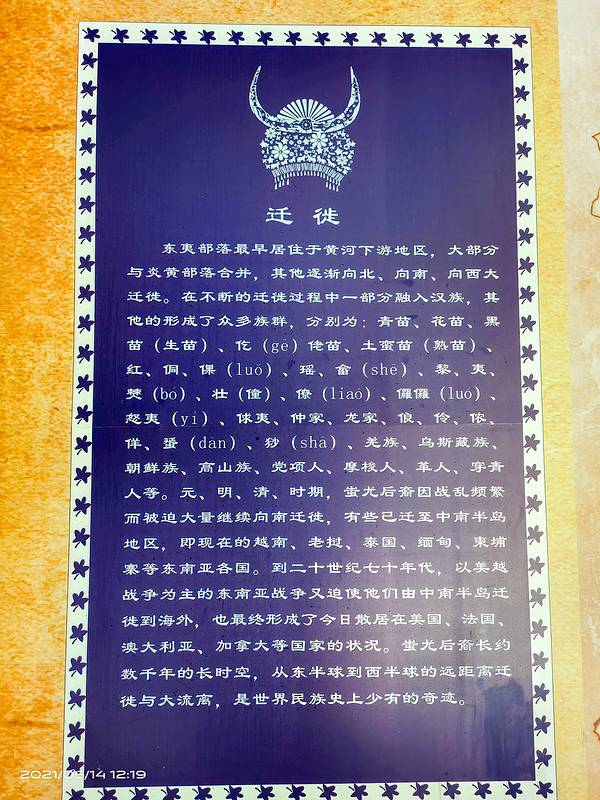 迁徙
东夷部落最早居住于黄河下游地区，大部分
与炎黄部落合并，其他逐渐向北、向南、向西大
迁徙。在不断的迁徙过程中一部分融入汉族，其
他的形成了众多族群，分别为：青苗、花苗、黑
苗（生苗）、仡（gē）佬苗、土蛮苗（熟苗）、
红、侗、倮（luǒ）、瑶、畲（shē）、黎、夷、
僰（bó）、壮（僮）、僚（liáo）、儸儸（luó）、
怒夷（yí）、俅夷、仲家、龙家、俍、伶、侬、
佯、疍（dàn）、㺃（shā）、羌族、乌斯藏族、
朝鲜族、高山族、党项人、摩梭人、革人、穿青
人等。元、明、清、时期，蚩尤后裔因战乱频繁
而被迫大量继续向南迁徙，有些已迁至中南半岛
地区，即现在的越南、老挝、泰国、缅甸、柬埔
寨等东南亚各国。到二十世纪七十年代，以美越
战争为主的东南亚战争又迫使他们由中南半岛迁
徙到海外，也最终形成了今日散居在美国、法国、
澳大利亚、加拿大等国家的状况。蚩尤后裔长约
数千年的长时空，从东半球到西半球的远距离迁
徙与大流离，是世界民族史上少有的奇迹。
2021/06/14 12:19